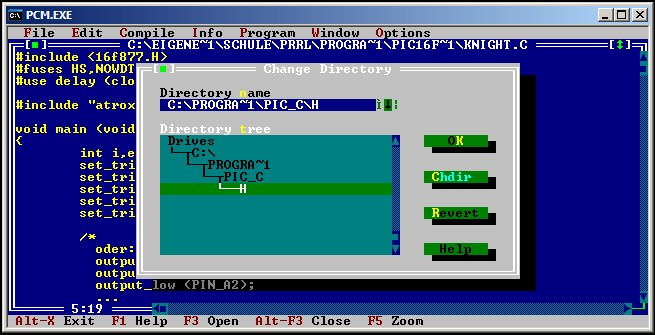 PCM.EXE
File Edit Compile Info Program Window Options
C:\EIGENE~1\SCHULE\PRRL\PROGRA~1\PIC16F~1\KNIGHT.C
#include <16f877.H>
#fuses HS,NOWDT
Change Directory
#use delay (clo
Directory name
#include "atrox
C:\PROGRA~1\PIC_C\H
void main (void
Directory tree
{
Drives
OK
int i,e
C:\
set_tri
PROGRA~1
set_tri
PIC_C
Chdir
set_tri
H
set_tri
set_tri
Revert
/*
oder:
Help
outpu
outpu
output_low (PIN_A2);
...
5:19
Alt-X Exit F1 Help F3 Open Alt-F3 Close F5 Zoom